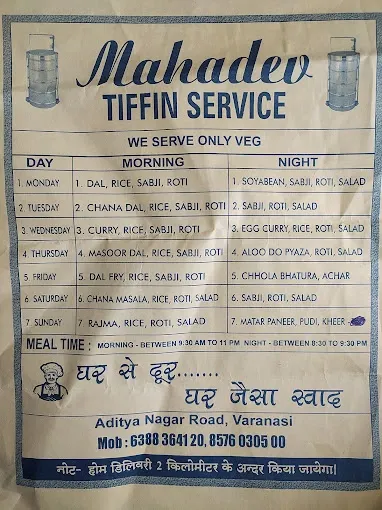 Mahadev
TIFFIN SERVICE
WE SERVE ONLY VEG
DAY MORNING NIGHT
1. MONDAY 1. DAL, RICE, SABJI, ROTI 1. SOYABEAN, SABJI, ROTI, SALAD
2. TUESDAY 2. CHANA DAL, RICE, SABJI, ROTI 2. SABJI, ROTI, SALAD
3. WEDNESDAY 3. CURRY, RICE, SABJI, ROTI 3. EGG CURRY, RICE, ROTI, SALAD
4. THURSDAY 4. MASOOR DAL, RICE, SABJI, ROTI 4. ALOO DO PYAZA, ROTI, SALAD
5. FRIDAY 5. DAL FRY, RICE, SABJI, ROTI 5. CHHOLA BHATURA, ACHAR
6. SATURDAY 6. CHANA MASALA, RICE, ROTI, SALAD 6. SABJI, ROTI, SALAD
7. SUNDAY 7. RAJMA, RICE, ROTI, SALAD 7. MATAR PANEER, PUDI, KHEER
MEAL TIME : MORNING - BETWEEN 9:30 AM TO 11 PM NIGHT - BETWEEN 8:30 TO 9:30 PM
घर से दूर.......
घर जैसा स्वाद
Aditya Nagar Road, Varanasi
Mob : 6388 3641 20, 8576 0305 00
नोट- होम डिलिवरी 2 किलोमीटर के अन्दर किया जायेगा।